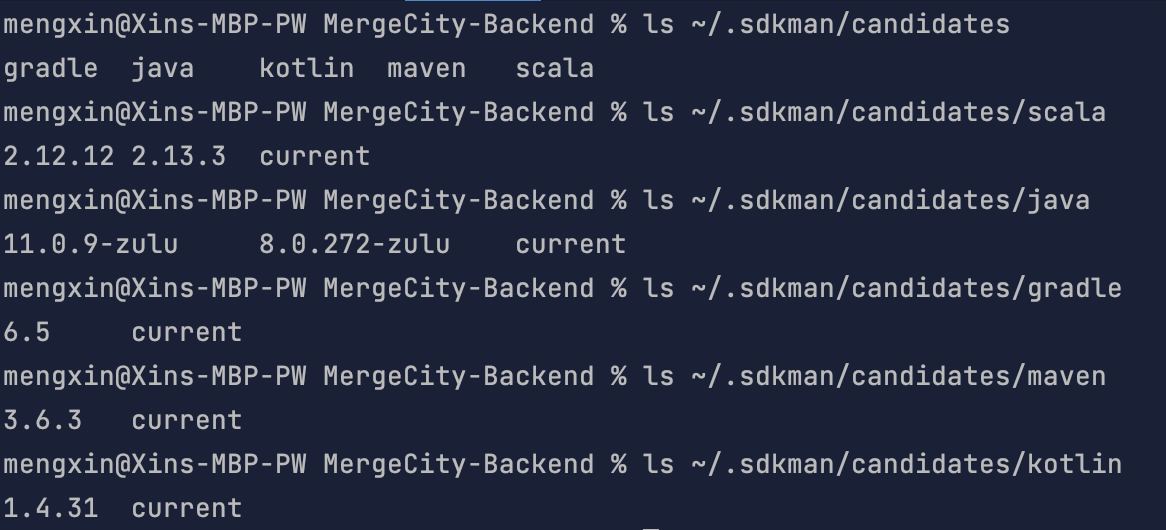 mengxin@Xins-MBP-PW MergeCity-Backend % ls ~/.sdkman/candidates
gradle  java    kotlin  maven   scala
mengxin@Xins-MBP-PW MergeCity-Backend % ls ~/.sdkman/candidates/scala
2.12.12 2.13.3  current
mengxin@Xins-MBP-PW MergeCity-Backend % ls ~/.sdkman/candidates/java
11.0.9-zulu     8.0.272-zulu    current
mengxin@Xins-MBP-PW MergeCity-Backend % ls ~/.sdkman/candidates/gradle
6.5     current
mengxin@Xins-MBP-PW MergeCity-Backend % ls ~/.sdkman/candidates/maven
3.6.3   current
mengxin@Xins-MBP-PW MergeCity-Backend % ls ~/.sdkman/candidates/kotlin
1.4.31  current